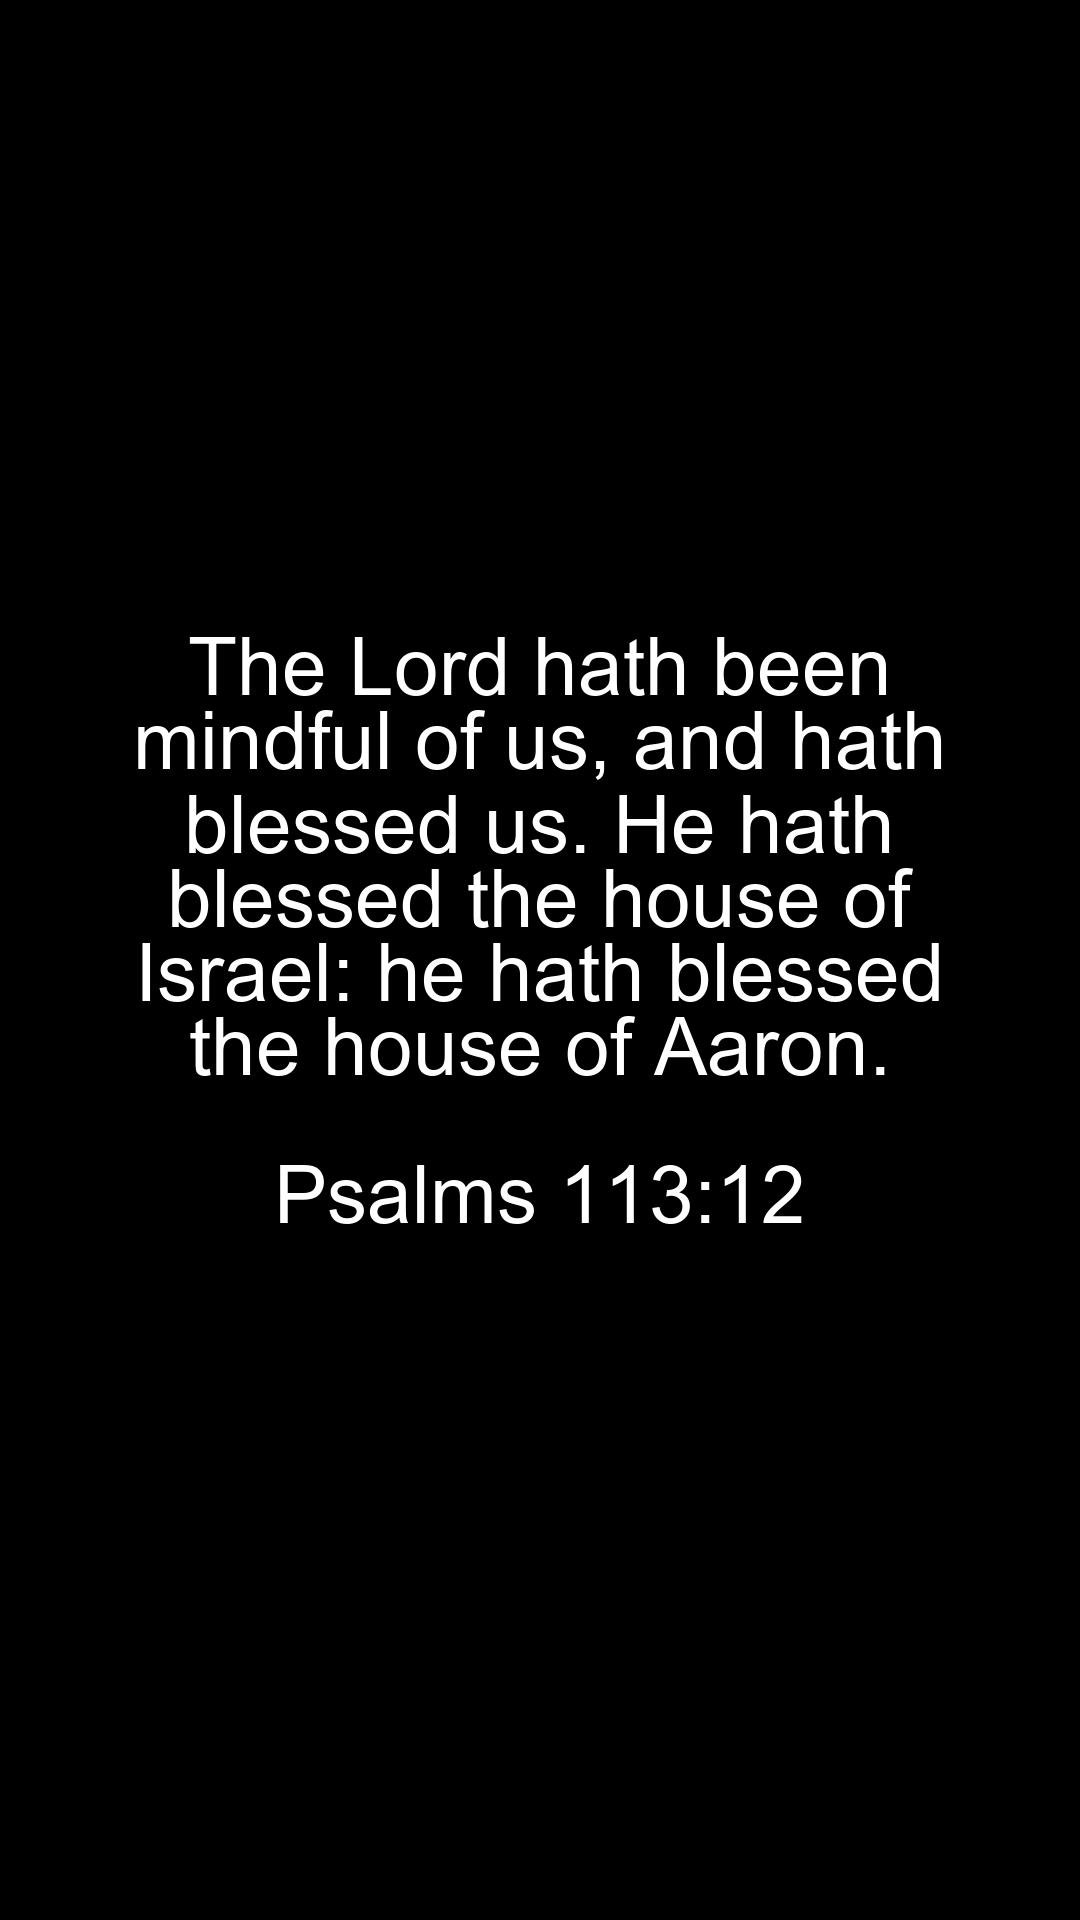 The Lord hath been
mindful of us, and hath
blessed us. He hath
blessed the house of
Israel: he hath blessed
the house of Aaron.
Psalms 113:12